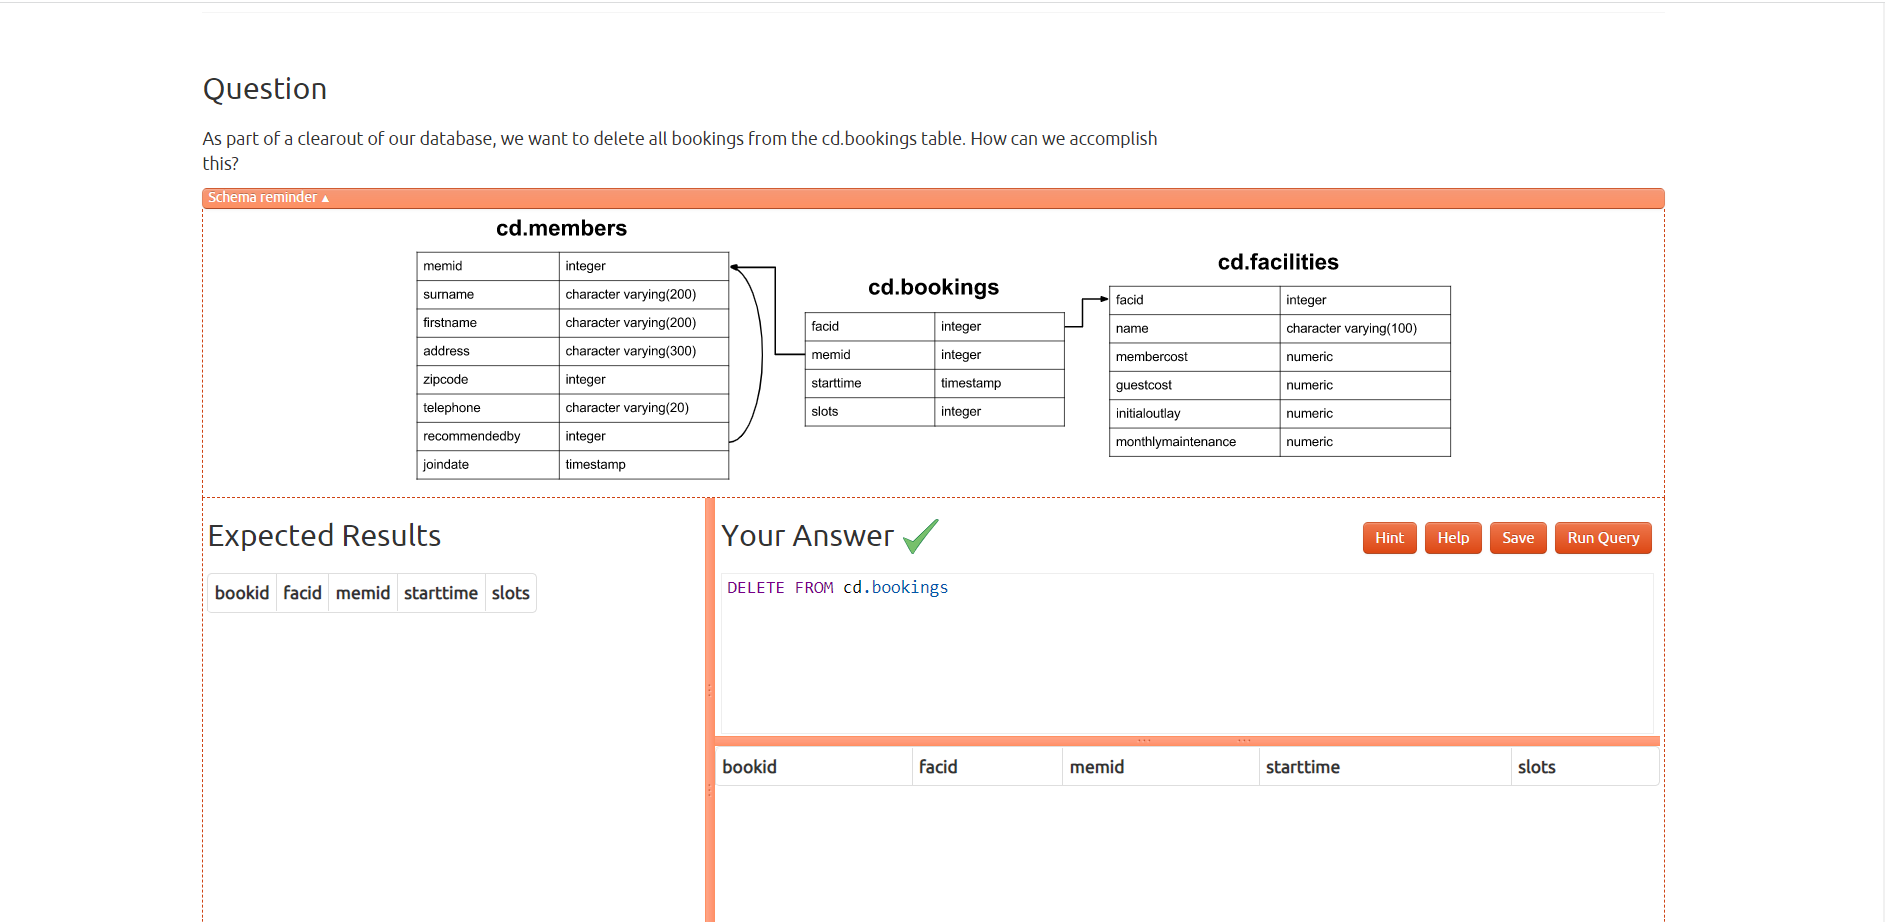 Question
As part of a clearout of our database, we want to delete all bookings from the cd.bookings table. How can we accomplish
this?
Schema reminder ▲
cd.members
memid integer
surname character varying(200)
firstname character varying(200)
address character varying(300)
zipcode integer
telephone character varying(20)
recommendedby integer
joindate timestamp
cd.bookings
facid integer
memid integer
starttime timestamp
slots integer
cd.facilities
facid integer
name character varying(100)
membercost numeric
guestcost numeric
initialoutlay numeric
monthlymaintenance numeric
Expected Results
bookid facid memid starttime slots
Your Answer
Hint Help Save Run Query
DELETE FROM cd.bookings
bookid facid memid starttime slots